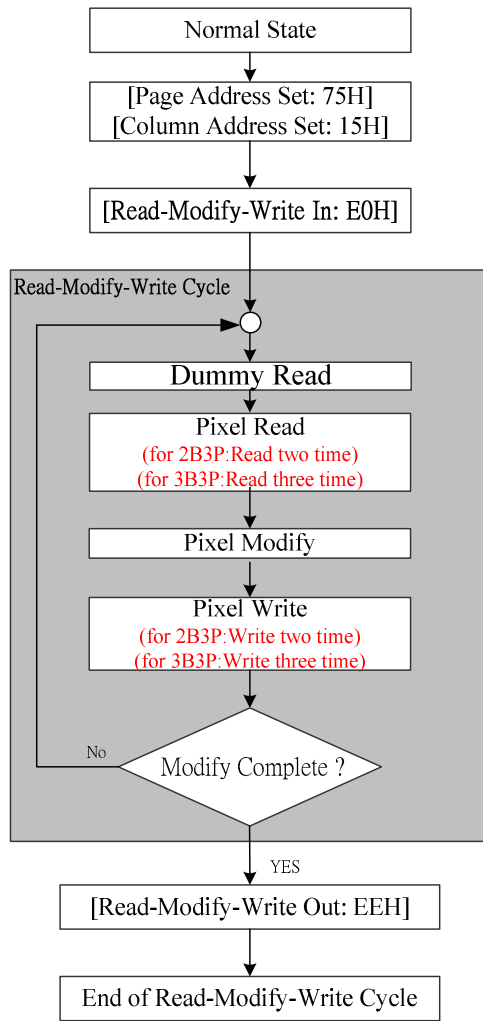 Normal State
[Page Address Set: 75H]
[Column Address Set: 15H]
[Read-Modify-Write In: E0H]
Read-Modify-Write Cycle
Dummy Read
Pixel Read
(for 2B3P:Read two time)
(for 3B3P:Read three time)
Pixel Modify
Pixel Write
(for 2B3P:Write two time)
(for 3B3P:Write three time)
No
Modify Complete ?
YES
[Read-Modify-Write Out: EEH]
End of Read-Modify-Write Cycle